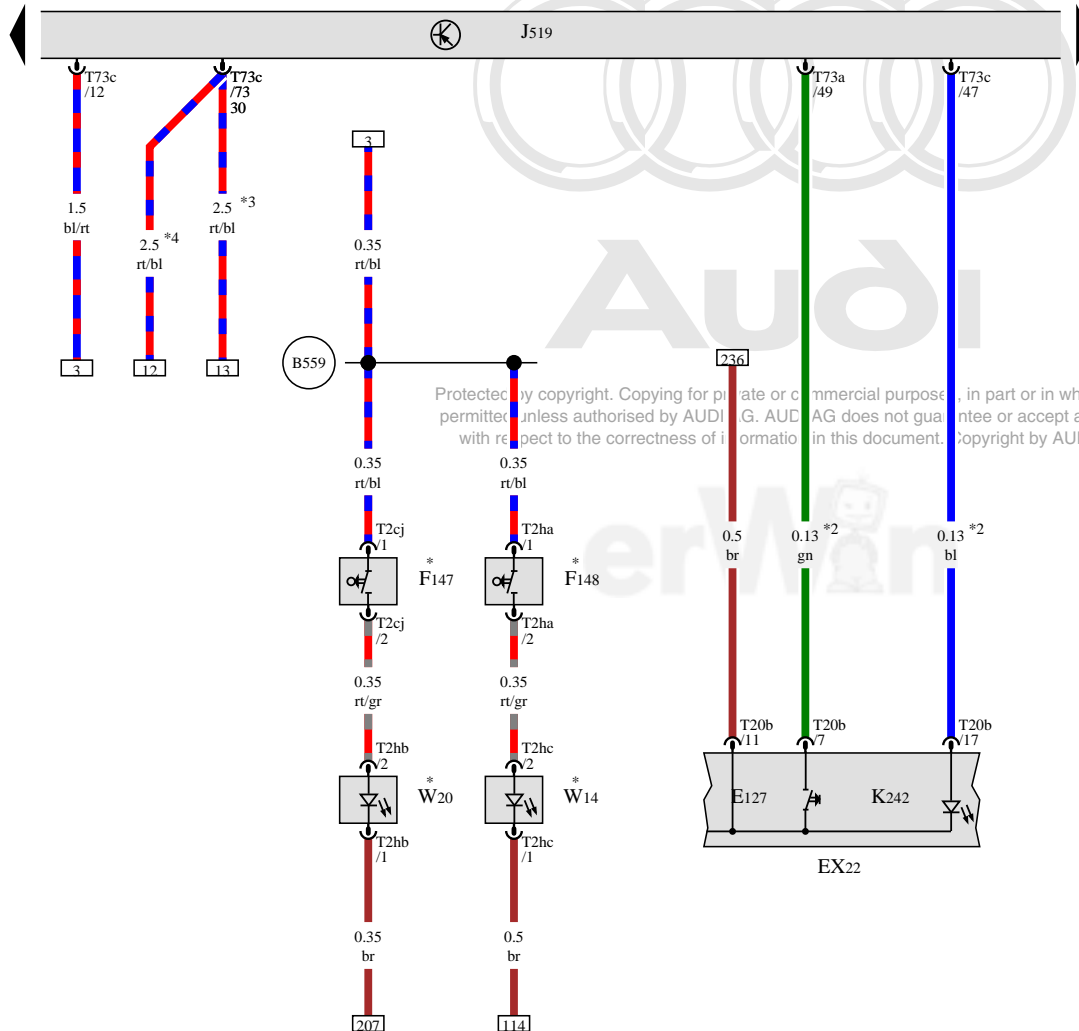 J519
T73c
/12
T73c
/73
30
T73a
/49
T73c
/47
3
1.5
bl/rt
2.5 *4
rt/bl
2.5 *3
rt/bl
0.35
rt/bl
3
12
13
B559
236
Audi
Protected by copyright. Copying for private or commercial purposes, in part or in wh
permitted unless authorised by AUDI AG. AUDI AG does not guarantee or accept a
with respect to the correctness of information in this document. Copyright by AUD
erWin
0.35
rt/bl
0.35
rt/bl
0.5
br
0.13 *2
gn
0.13 *2
bl
T2cj
/1
T2ha
/1
*
F147
*
F148
T2cj
/2
T2ha
/2
0.35
rt/gr
0.35
rt/gr
T2hb
/2
T2hc
/2
T20b
/11
T20b
/7
T20b
/17
*
W20
*
W14
E127
K242
T2hb
/1
T2hc
/1
EX22
0.35
br
0.5
br
207
114